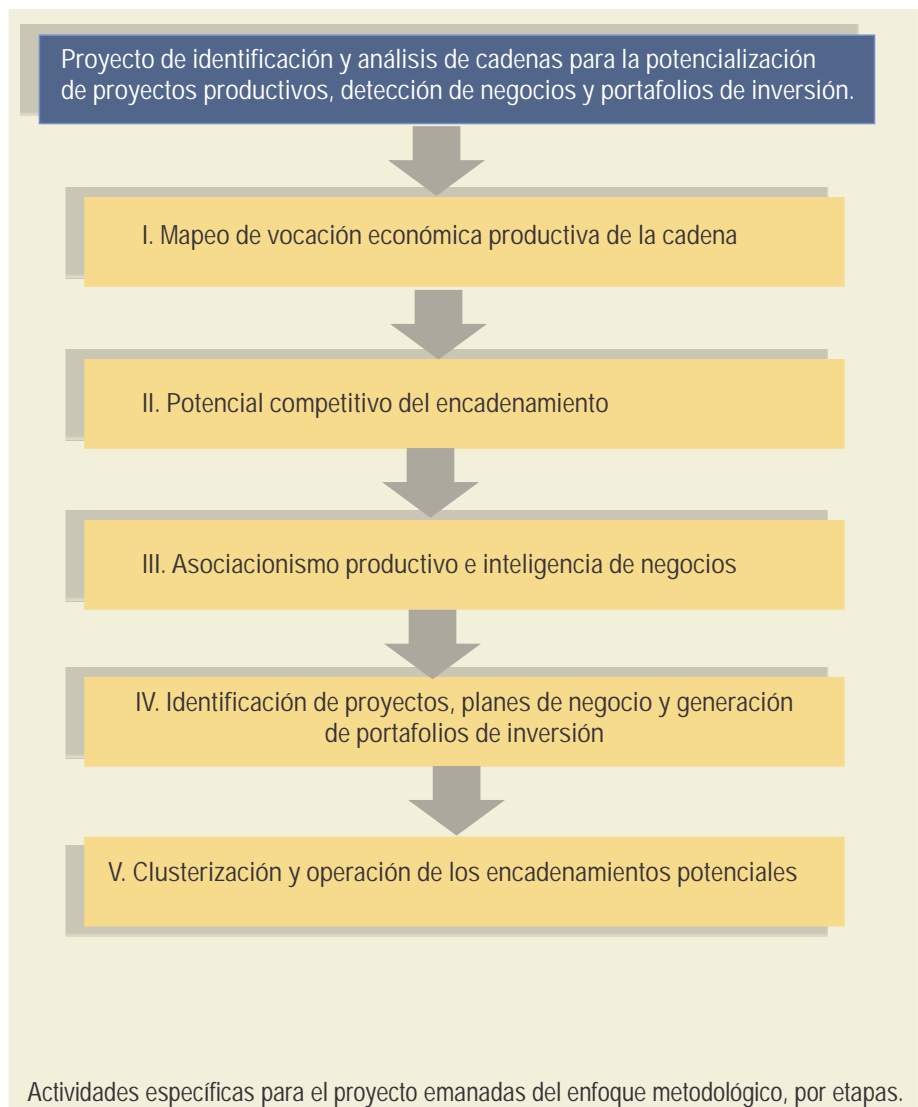 Proyecto de identificación y análisis de cadenas para la potencialización
de proyectos productivos, detección de negocios y portafolios de inversión.
I. Mapeo de vocación económica productiva de la cadena
II. Potencial competitivo del encadenamiento
III. Asociacionismo productivo e inteligencia de negocios
IV. Identificación de proyectos, planes de negocio y generación
de portafolios de inversión
V. Clusterización y operación de los encadenamientos potenciales
Actividades específicas para el proyecto emanadas del enfoque metodológico, por etapas.